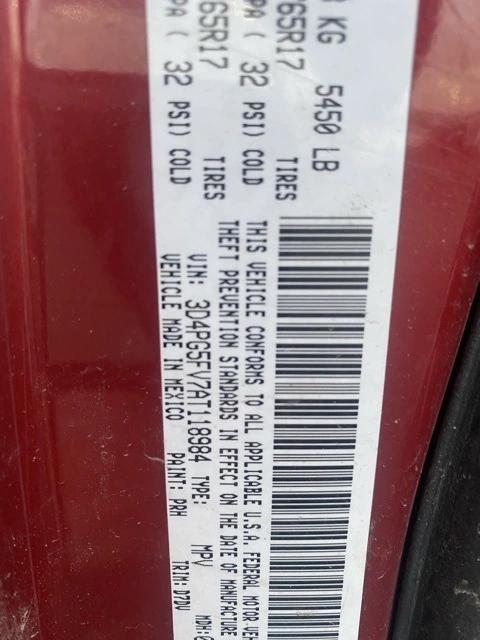 KG 5450 LB
65R17 TIRES
PA ( 32 PSI) COLD
65R17 TIRES
PA ( 32 PSI) COLD
THIS VEHICLE CONFORMS TO ALL APPLICABLE U.S.A. FEDERAL MOTOR
THEFT PREVENTION STANDARDS IN EFFECT ON THE DATE OF MANUFACTURE
VIN: 3D4PG5FV7AT118984 TYPE: MPV MDH:
VEHICLE MADE IN MEXICO PAINT: PRH TRIM: D7DV